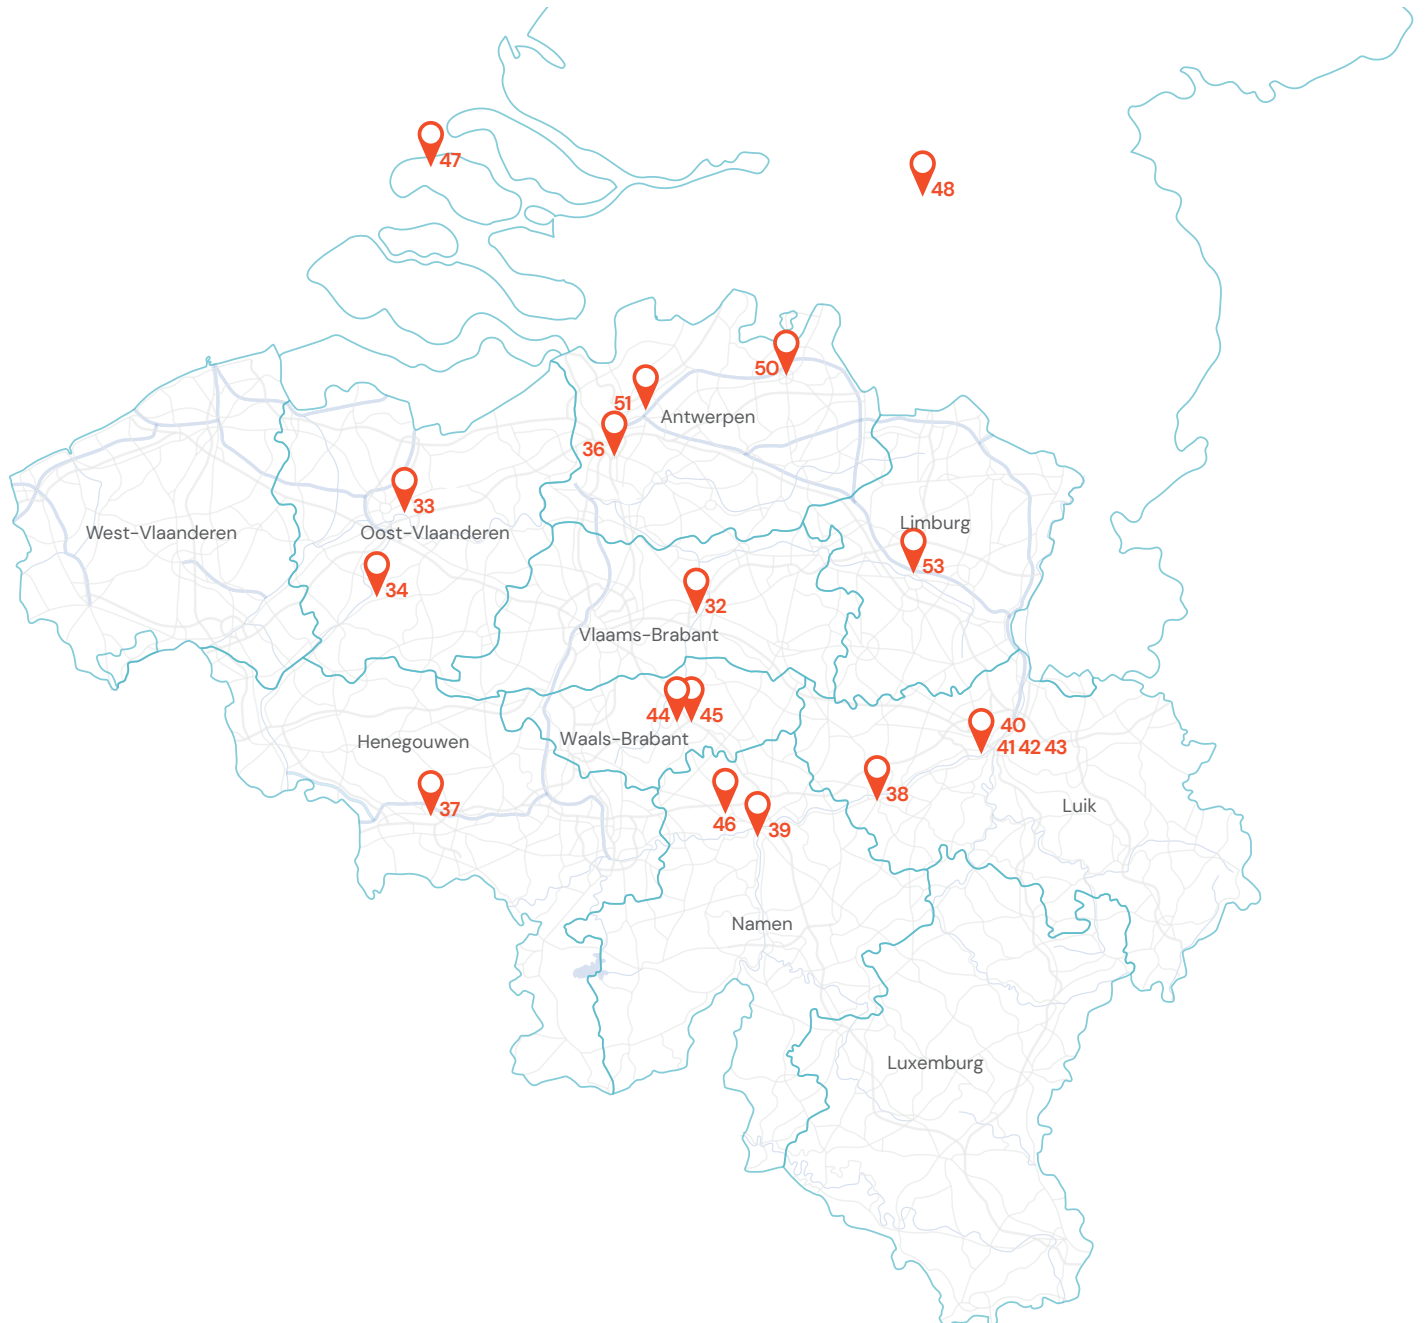 47
48
50
51
Antwerpen
36
33
Limburg
West-Vlaanderen
Oost-Vlaanderen
53
34
32
Vlaams-Brabant
44
45
40
Henegouwen
Waals-Brabant
41 42 43
38
Luik
37
46
39
Namen
Luxemburg